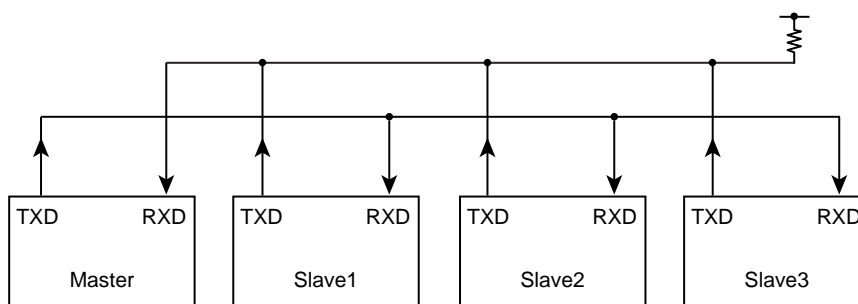 TXD RXD TXD RXD TXD RXD TXD RXD
Master Slave1 Slave2 Slave3